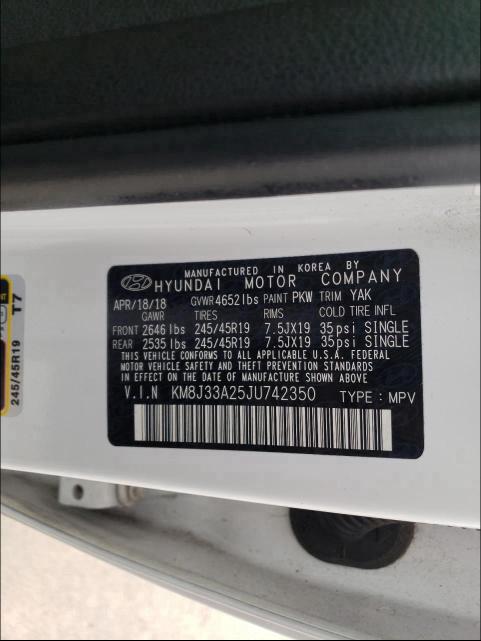 MANUFACTURED IN KOREA BY
HYUNDAI MOTOR COMPANY
APR/18/18 GVWR 4652 lbs PAINT PKW TRIM YAK
GAWR TIRES RIMS COLD TIRE INFL
FRONT 2646 lbs 245/45R19 7.5JX19 35psi SINGLE
REAR 2535 lbs 245/45R19 7.5JX19 35psi SINGLE
THIS VEHICLE CONFORMS TO ALL APPLICABLE U.S.A. FEDERAL
MOTOR VEHICLE SAFETY, BUMPER, AND THEFT PREVENTION
STANDARDS IN EFFECT ON THE DATE OF MANUFACTURE SHOWN ABOVE.
V.I.N KM8J33A25JU742350 TYPE : MPV
T7
245/45R19